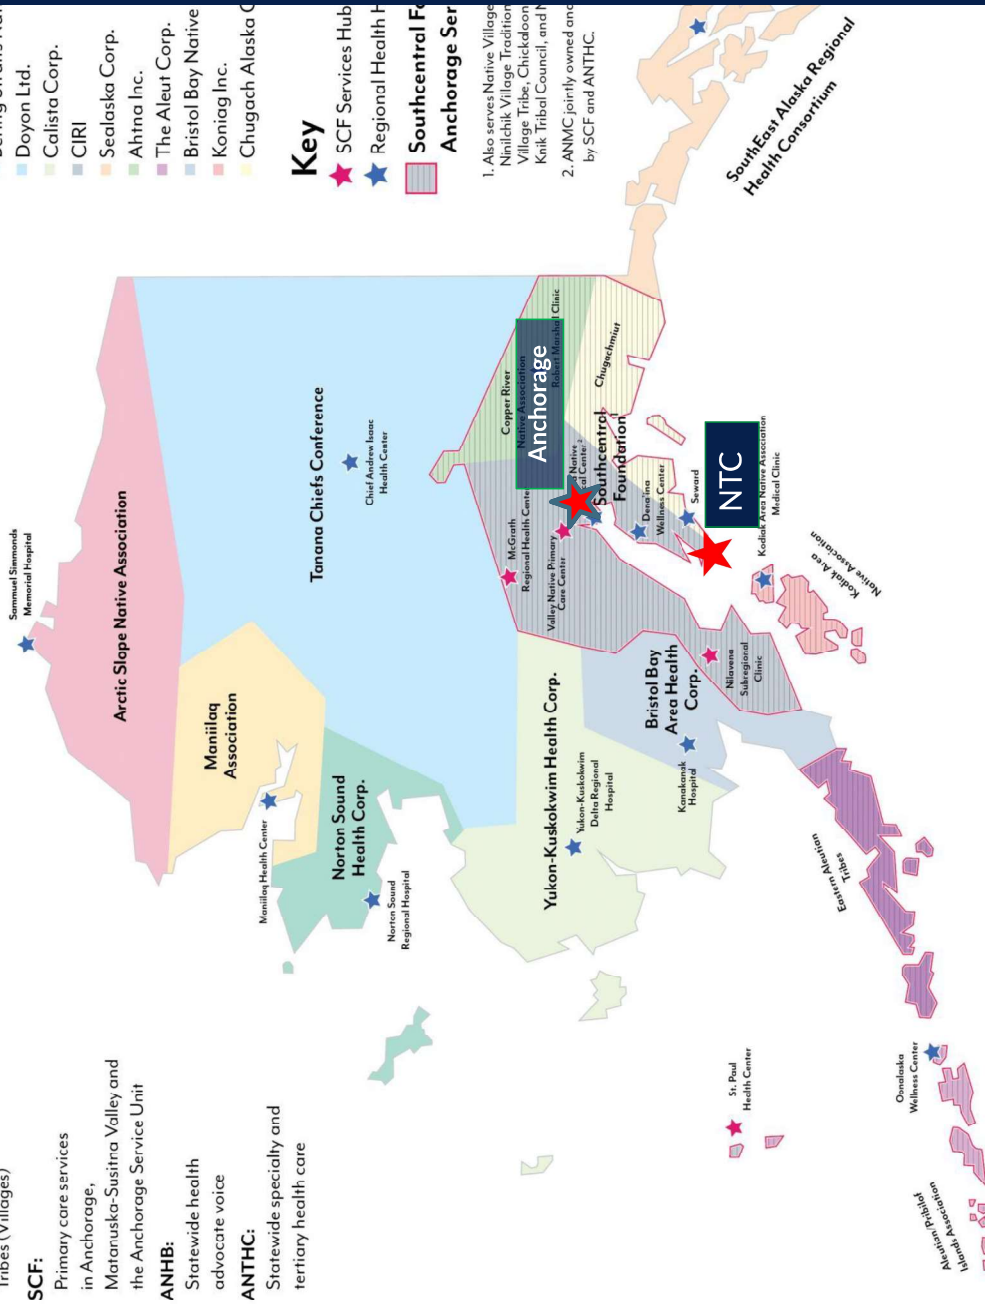 Tribes (Villages)
SCF:
Primary care services
in Anchorage,
Matanuska-Susitna Valley and
the Anchorage Service Unit
ANHB:
Statewide health
advocate voice
ANTHC:
Statewide specialty and
tertiary health care
Sammuel Simmonds
Memorial Hospital
Arctic Slope Native Association
Maniilaq
Association
Maniilaq Health Center
Norton Sound
Health Corp.
Norton Sound
Regional Hospital
Tanana Chiefs Conference
Chief Andrew Isaac
Health Center
Yukon-Kuskokwim Health Corp.
Yukon-Kuskokwim
Delta Regional
Hospital
Bristol Bay
Area Health
Corp.
Kanakanak
Hospital
McGrath
Regional Health Center
Valley Native Primary
Care Center
Copper River
Native Association
Robert Marshall Clinic
Anchorage
Native
Southcentral
Foundation
Chugachmiut
Dena'ina
Wellness Center
Seward
NTC
Nilavena
Subregional
Clinic
Kodiak Area Native Association
Medical Clinic
Kodiak Area
Native Association
Eastern Aleutian
Tribes
St. Paul
Health Center
Oonalaska
Wellness Center
Aleutian/Pribilof
Islands Association
SouthEast Alaska Regional
Health Consortium
Doyon Ltd.
Calista Corp.
CIRI
Sealaska Corp.
Ahtna Inc.
The Aleut Corp.
Bristol Bay Native
Koniag Inc.
Chugach Alaska C
Key
SCF Services Hub
Regional Health H
Southcentral Fo
Anchorage Ser
1. Also serves Native Village
Ninilchik Village Tradition
Village Tribe, Chickdoon
Knik Tribal Council, and N
2. ANMC jointly owned and
by SCF and ANTHC.